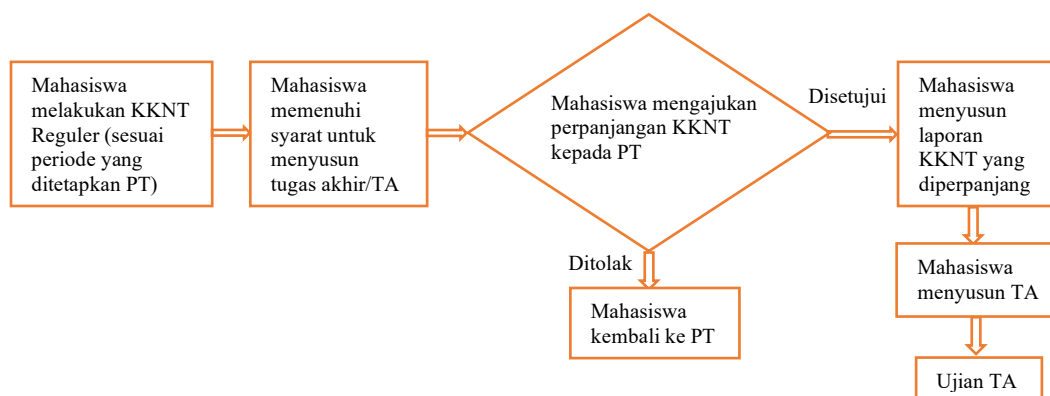 Mahasiswa
melakukan KKNT
Reguler (sesuai
periode yang
ditetapkan PT)
Mahasiswa
memenuhi
syarat untuk
menyusun
tugas akhir/TA
Mahasiswa mengajukan
perpanjangan KKNT
kepada PT
Disetujui
Mahasiswa
menyusun
laporan
KKNT yang
diperpanjang
Ditolak
Mahasiswa
kembali ke PT
Mahasiswa
menyusun TA
Ujian TA